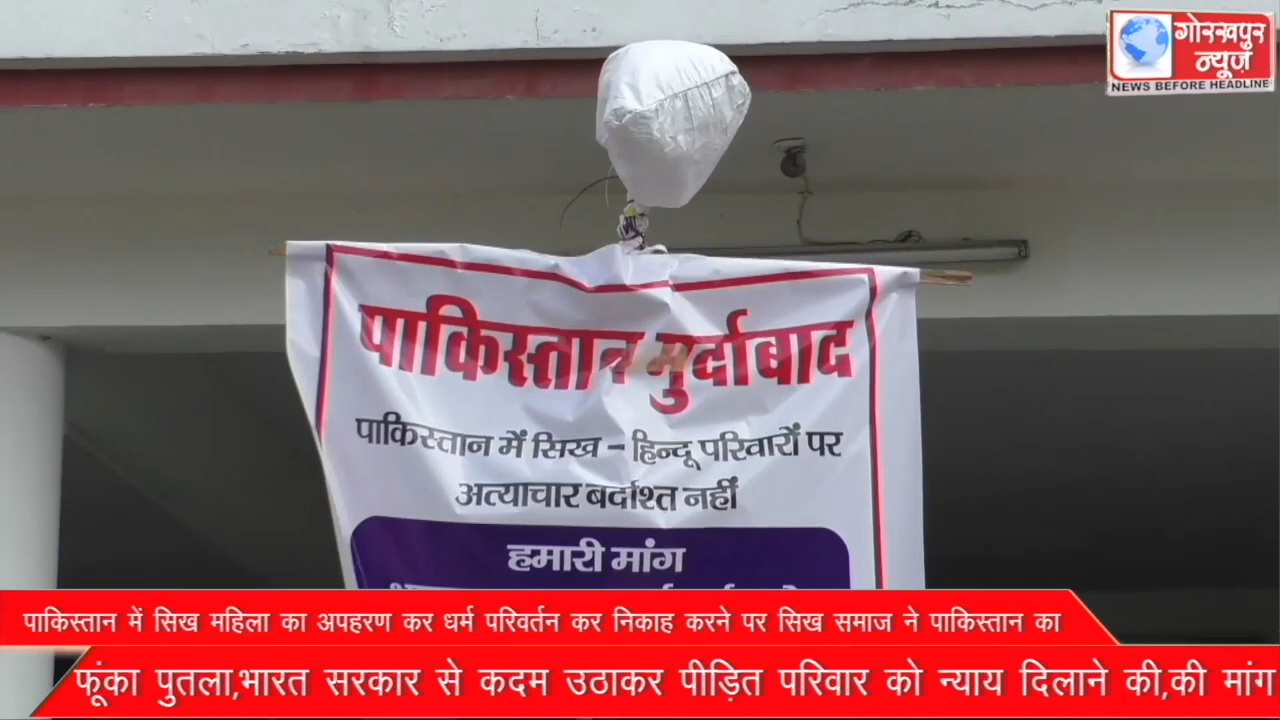 गोरखपुर
न्यूज़
NEWS BEFORE HEADLINE
पाकिस्तान मुर्दाबाद
पाकिस्तान में सिख - हिन्दू परिवारों पर
अत्याचार बर्दाश्त नहीं
हमारी मांग
पाकिस्तान में सिख महिला का अपहरण कर धर्म परिवर्तन कर निकाह करने पर सिख समाज ने पाकिस्तान का
फूंका पुतला,भारत सरकार से कदम उठाकर पीड़ित परिवार को न्याय दिलाने की,की मांग